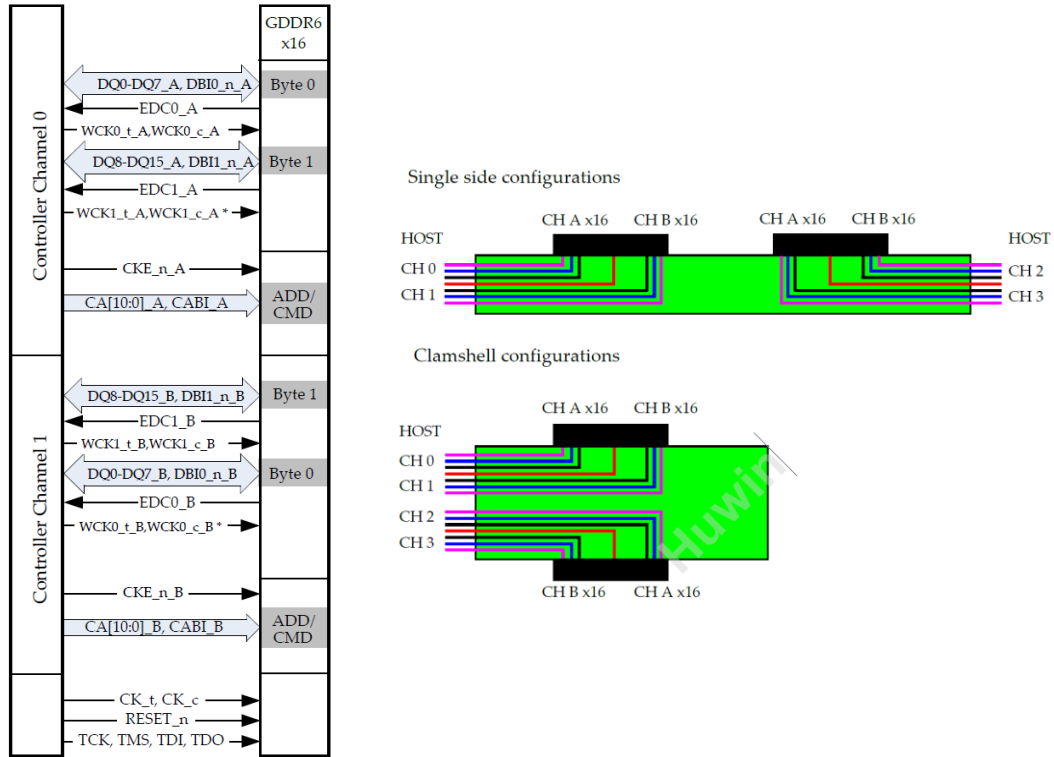 GDDR6
x16
Controller Channel 0
DQ0-DQ7_A, DBI0_n_A
Byte 0
EDC0_A
WCK0_t_A,WCK0_c_A
DQ8-DQ15_A, DBI1_n_A
Byte 1
EDC1_A
WCK1_t_A,WCK1_c_A *
CKE_n_A
CA[10:0]_A, CABI_A
ADD/
CMD
Controller Channel 1
DQ8-DQ15_B, DBI1_n_B
Byte 1
EDC1_B
WCK1_t_B,WCK1_c_B
DQ0-DQ7_B, DBI0_n_B
Byte 0
EDC0_B
WCK0_t_B,WCK0_c_B *
CKE_n_B
CA[10:0]_B, CABI_B
ADD/
CMD
CK_t, CK_c
RESET_n
TCK, TMS, TDI, TDO
Single side configurations
CH A x16 CH B x16 CH A x16 CH B x16
HOST HOST
CH 0 CH 2
CH 1 CH 3
Clamshell configurations
CH A x16 CH B x16
HOST
CH 0
CH 1
CH 2
CH 3
CH B x16 CH A x16
Huwin